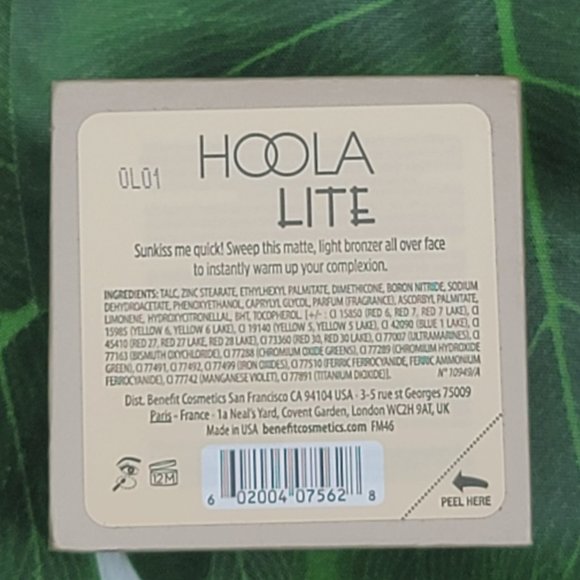 HOOLA
0L01
LITE
Sunkiss me quick! Sweep this matte, light bronzer all over face
to instantly warm up your complexion.
INGREDIENTS: TALC, ZINC STEARATE, ETHYLHEXYL PALMITATE, DIMETHICONE, BORON NITRIDE, SODIUM
DEHYDROACETATE, PHENOXYETHANOL, CAPRYLYL GLYCOL, PARFUM (FRAGRANCE), ASCORBYL PALMITATE,
LIMONENE, HYDROXYCITRONELLAL, BHT, TOCOPHEROL. [+/- : CI 15850 (RED 6, RED 7, RED 7 LAKE), CI
15985 (YELLOW 6, YELLOW 6 LAKE), CI 19140 (YELLOW 5, YELLOW 5 LAKE), CI 42090 (BLUE 1 LAKE), CI
45410 (RED 27, RED 27 LAKE, RED 28 LAKE), CI 73360 (RED 30, RED 30 LAKE), CI 77007 (ULTRAMARINES), CI
77163 (BISMUTH OXYCHLORIDE), CI 77288 (CHROMIUM OXIDE GREENS), CI 77289 (CHROMIUM HYDROXIDE
GREEN), CI 77491, CI 77492, CI 77499 (IRON OXIDES), CI 77510 (FERRIC FERROCYANIDE, FERRIC AMMONIUM
FERROCYANIDE), CI 77742 (MANGANESE VIOLET), CI 77891 (TITANIUM DIOXIDE)]. N° 10949/A
Dist. Benefit Cosmetics San Francisco CA 94104 USA - 3-5 rue st Georges 75009
Paris - France - 1a Neal's Yard, Covent Garden, London WC2H 9AT, UK
Made in USA benefitcosmetics.com FM46
12M
6 02004 07562 8
PEEL HERE